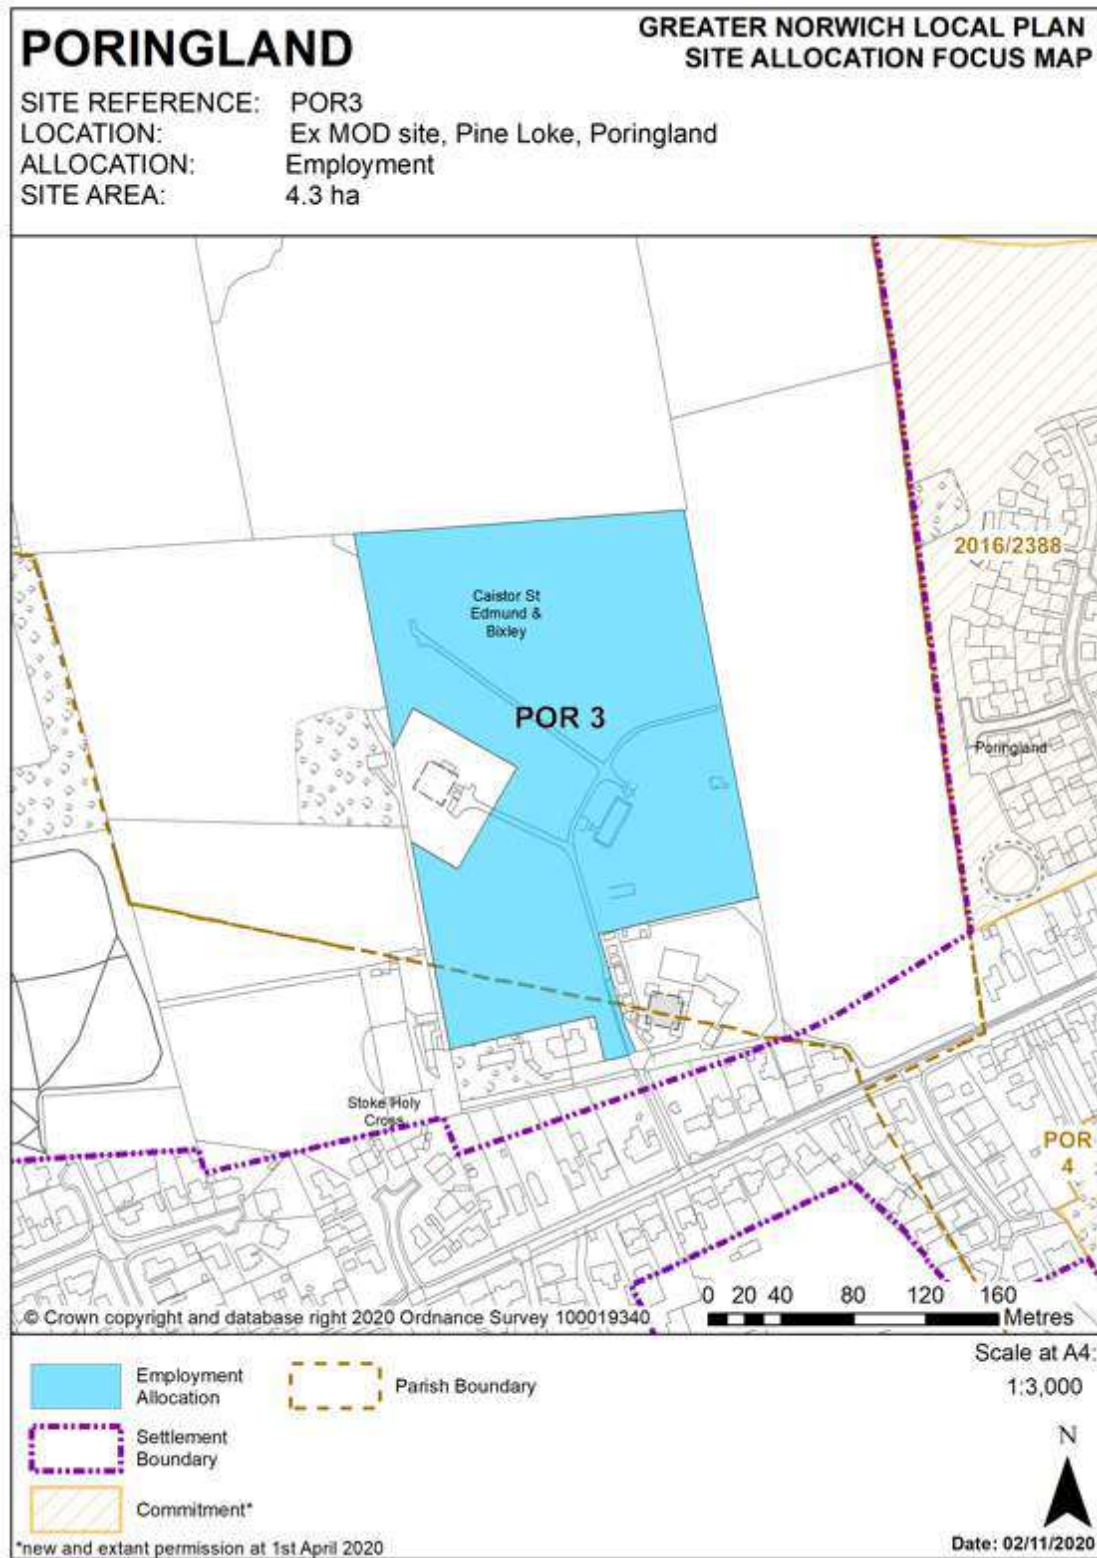 PORINGLAND
GREATER NORWICH LOCAL PLAN
SITE ALLOCATION FOCUS MAP
SITE REFERENCE: POR3
LOCATION: Ex MOD site, Pine Loke, Poringland
ALLOCATION: Employment
SITE AREA: 4.3 ha
2016/2388
Caistor St
Edmund &
Bixley
POR 3
Poringland
Stoke Holy
Cross
POR
4
0 20 40 80 120 160
Metres
© Crown copyright and database right 2020 Ordnance Survey 100019340
Employment
Allocation
Parish Boundary
Settlement
Boundary
Commitment*
*new and extant permission at 1st April 2020
Scale at A4:
1:3,000
N
Date: 02/11/2020